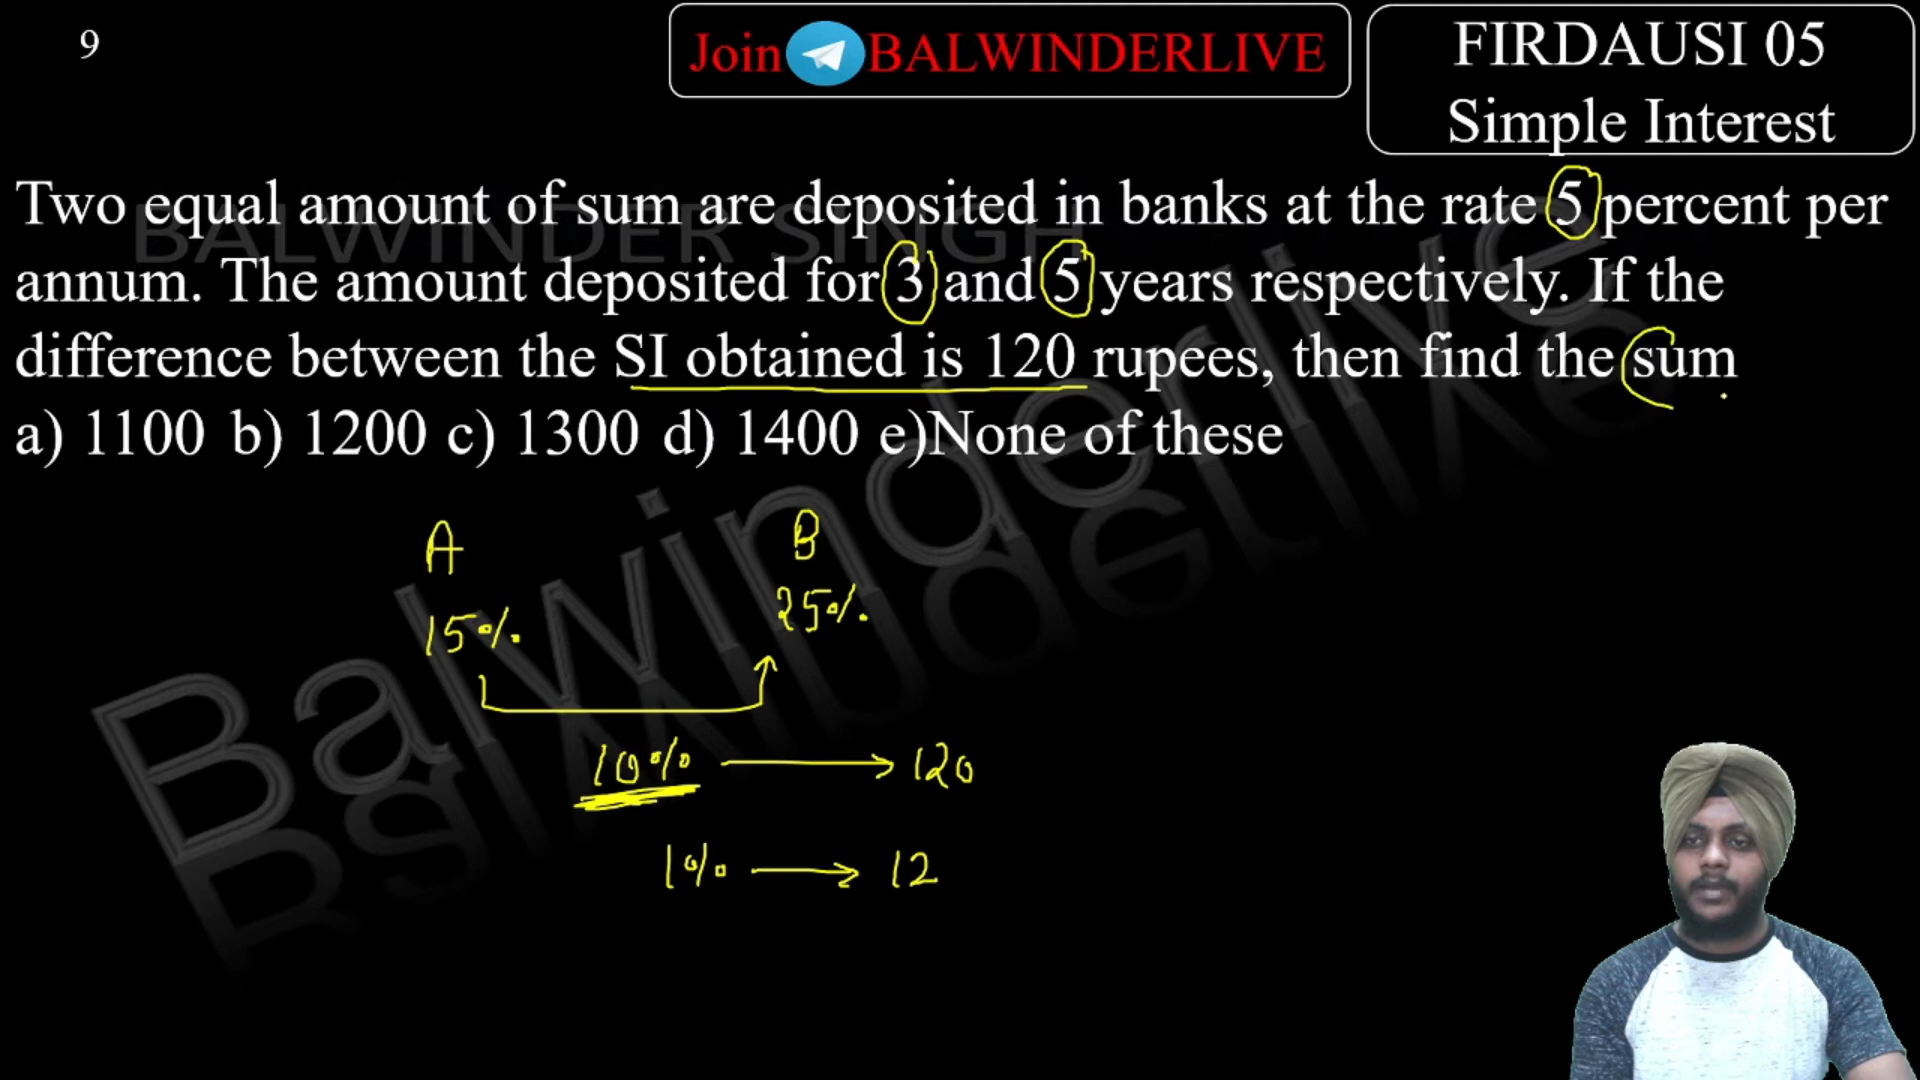 9
Join BALWINDERLIVE
FIRDAUSI 05
Simple Interest
BALWINDER SINGH
Two equal amount of sum are deposited in banks at the rate 5 percent per
annum. The amount deposited for 3 and 5 years respectively. If the
difference between the SI obtained is 120 rupees, then find the sum
a) 1100 b) 1200 c) 1300 d) 1400 e)None of these
Balwinderlive
A B
15% 25%
10% → 120
1% → 12